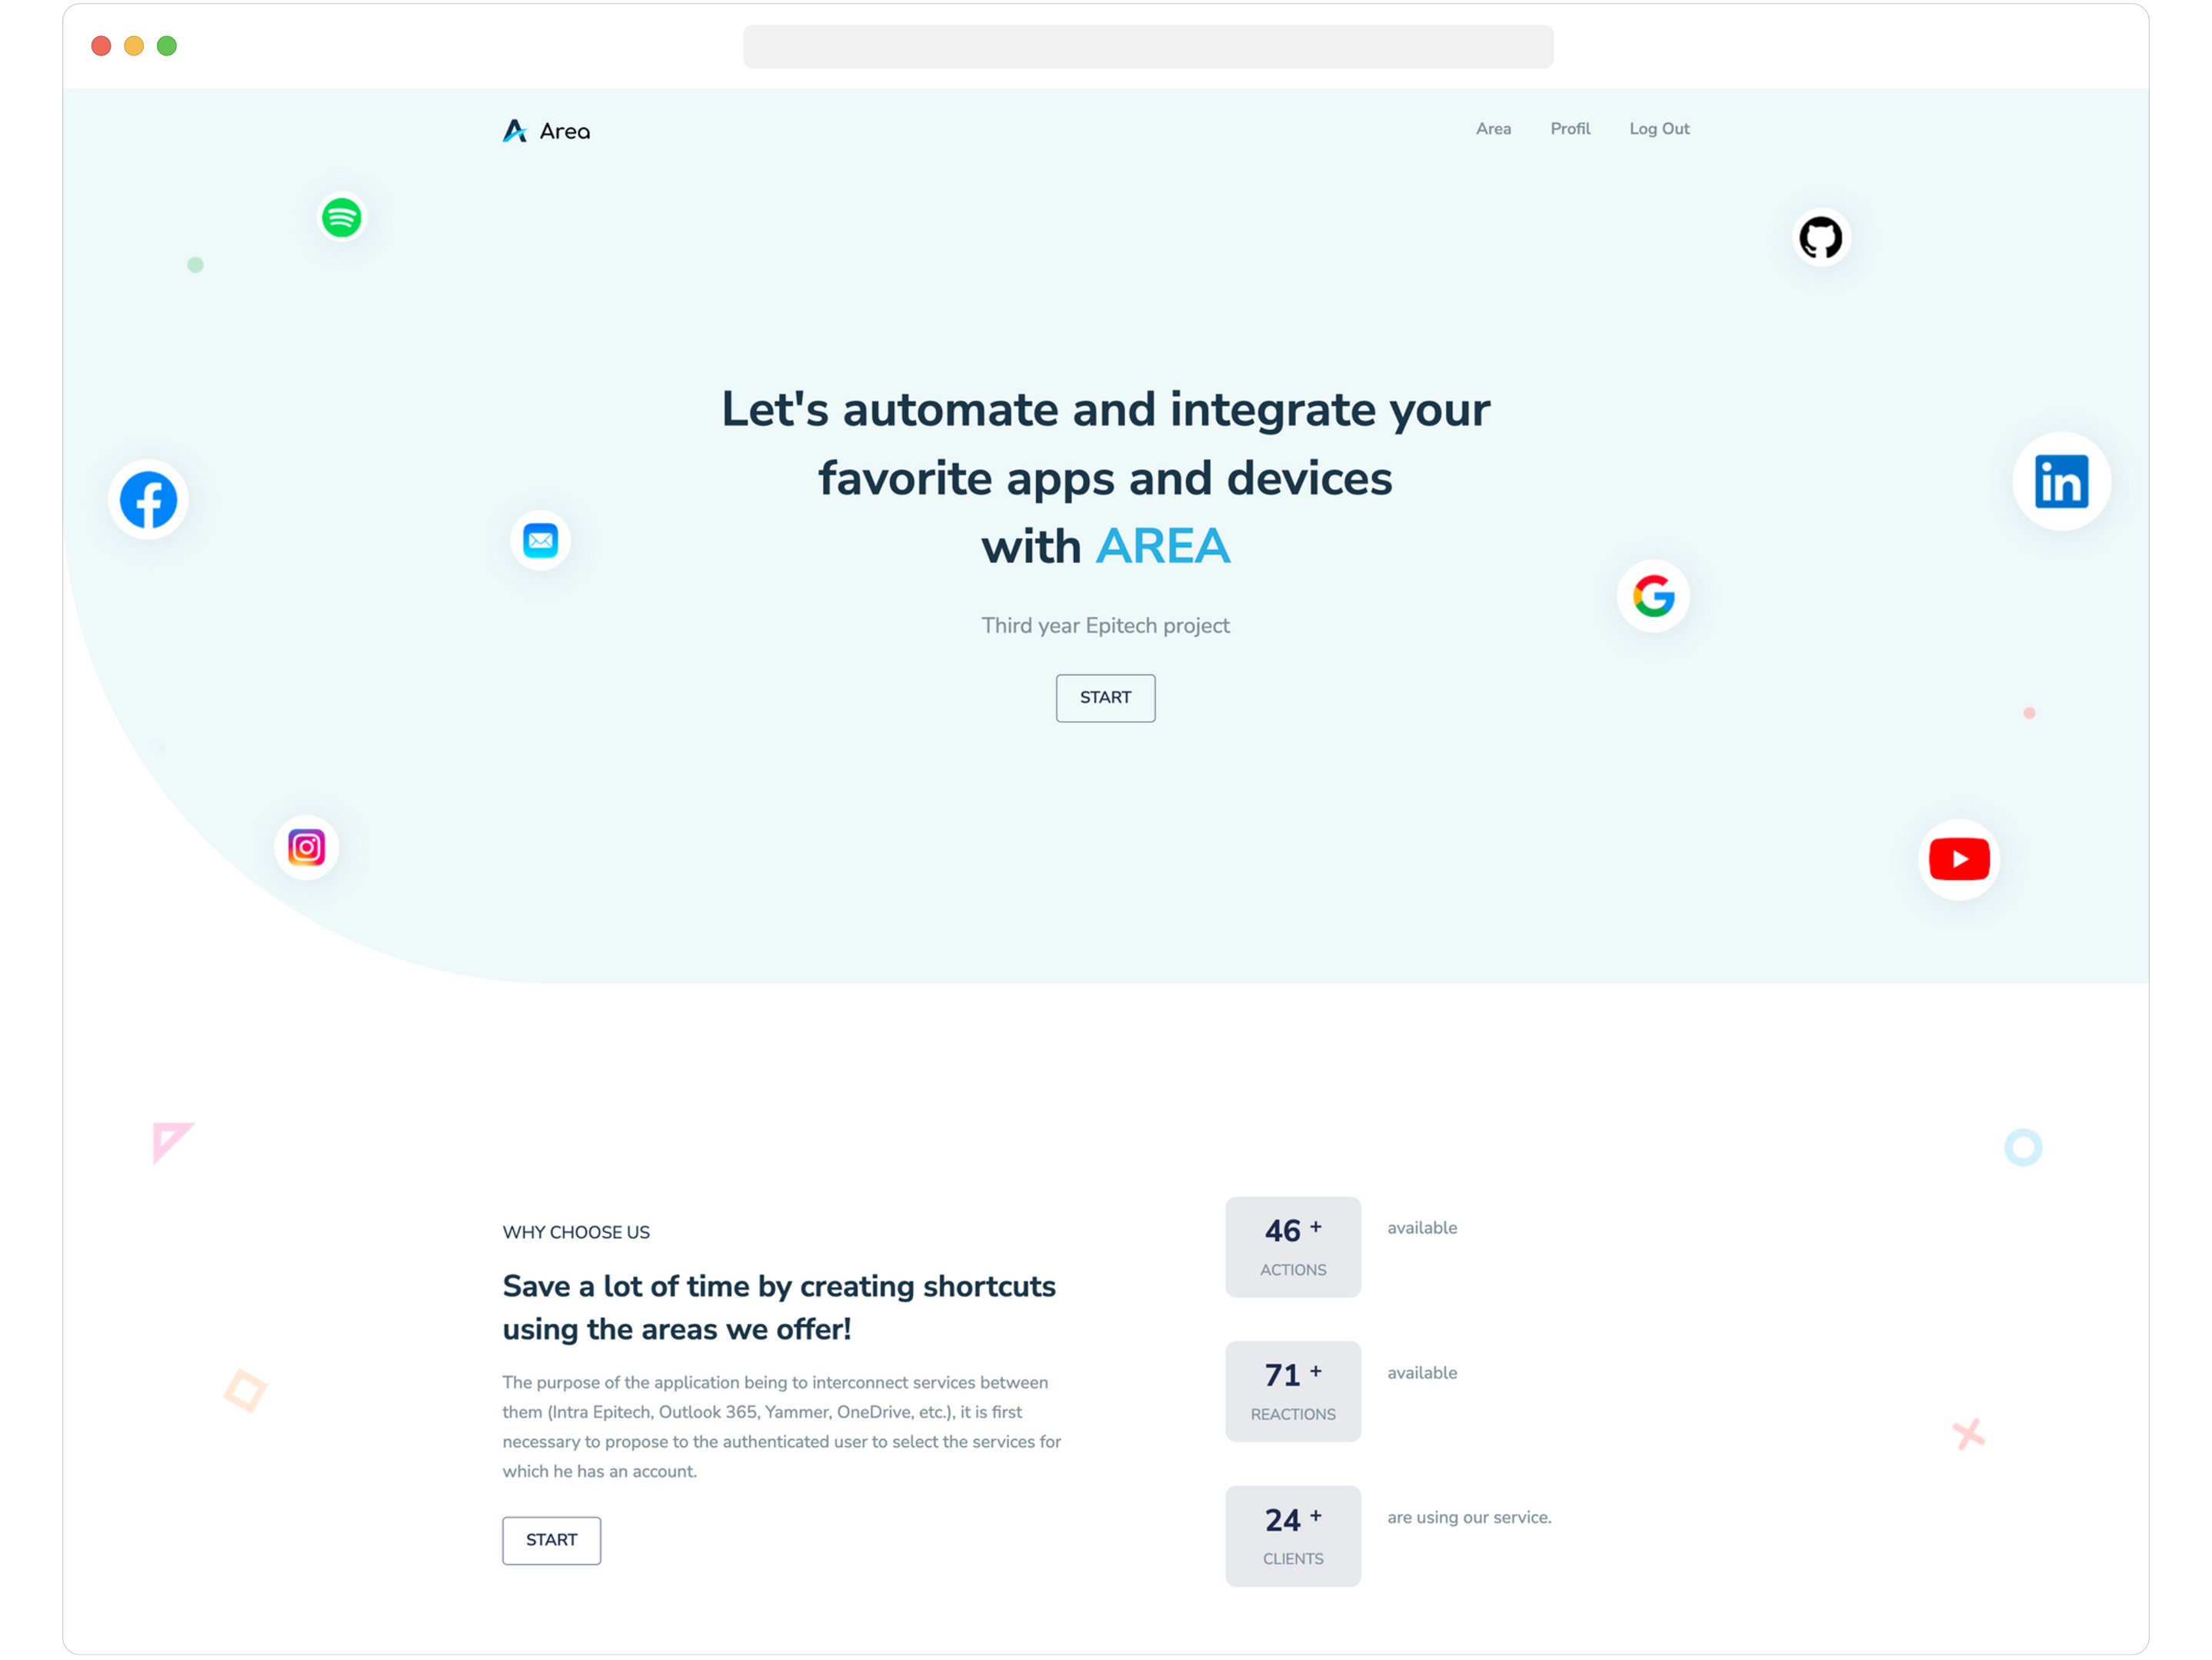 Area
Area Profil Log Out
Let's automate and integrate your
favorite apps and devices
with AREA
Third year Epitech project
START
WHY CHOOSE US
Save a lot of time by creating shortcuts
using the areas we offer!
The purpose of the application being to interconnect services between
them (Intra Epitech, Outlook 365, Yammer, OneDrive, etc.), it is first
necessary to propose to the authenticated user to select the services for
which he has an account.
START
46 +
ACTIONS
available
71 +
REACTIONS
available
24 +
CLIENTS
are using our service.